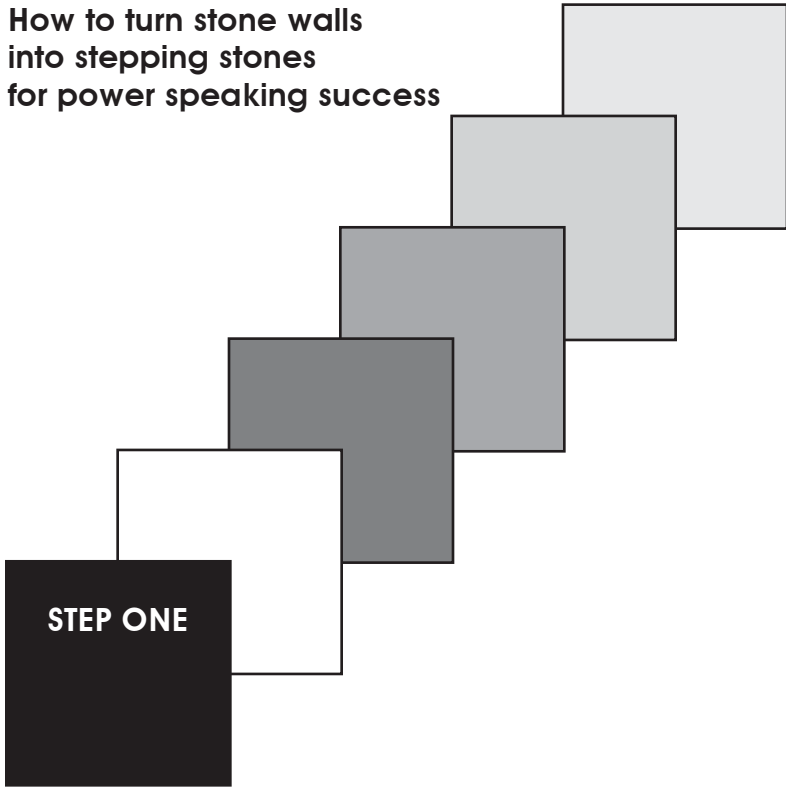 How to turn stone walls
into stepping stones
for power speaking success
STEP ONE